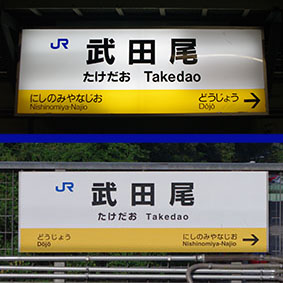 JR 武田尾
たけだお Takedao
にしのみやなじお どうじょう →
Nishinomiya-Najio Dōjō
JR 武田尾
たけだお Takedao
どうじょう にしのみやなじお →
Dōjō Nishinomiya-Najio